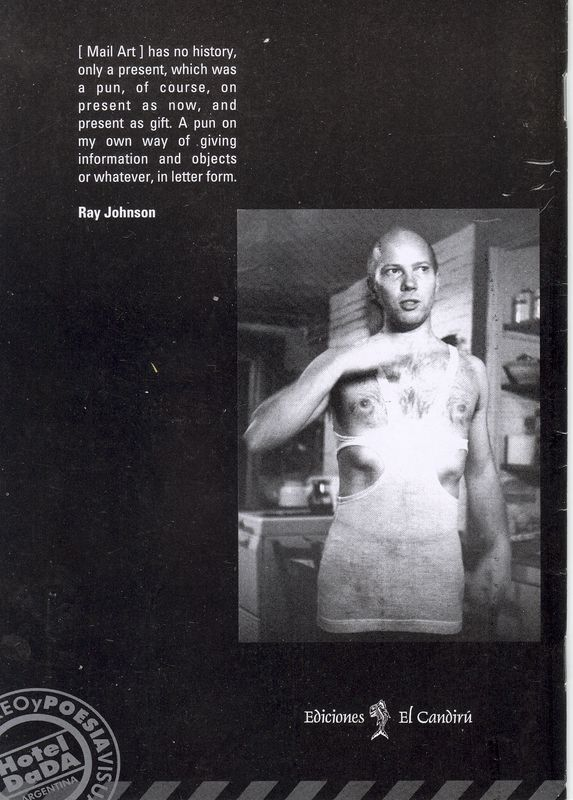 [ Mail Art ] has no history,
only a present, which was
a pun, of course, on
present as now, and
present as gift. A pun on
my own way of giving
information and objects
or whatever, in letter form.
Ray Johnson
Ediciones El Candirú
EOyPOESIAVISU
Hotel
DaDA
ARGENTINA